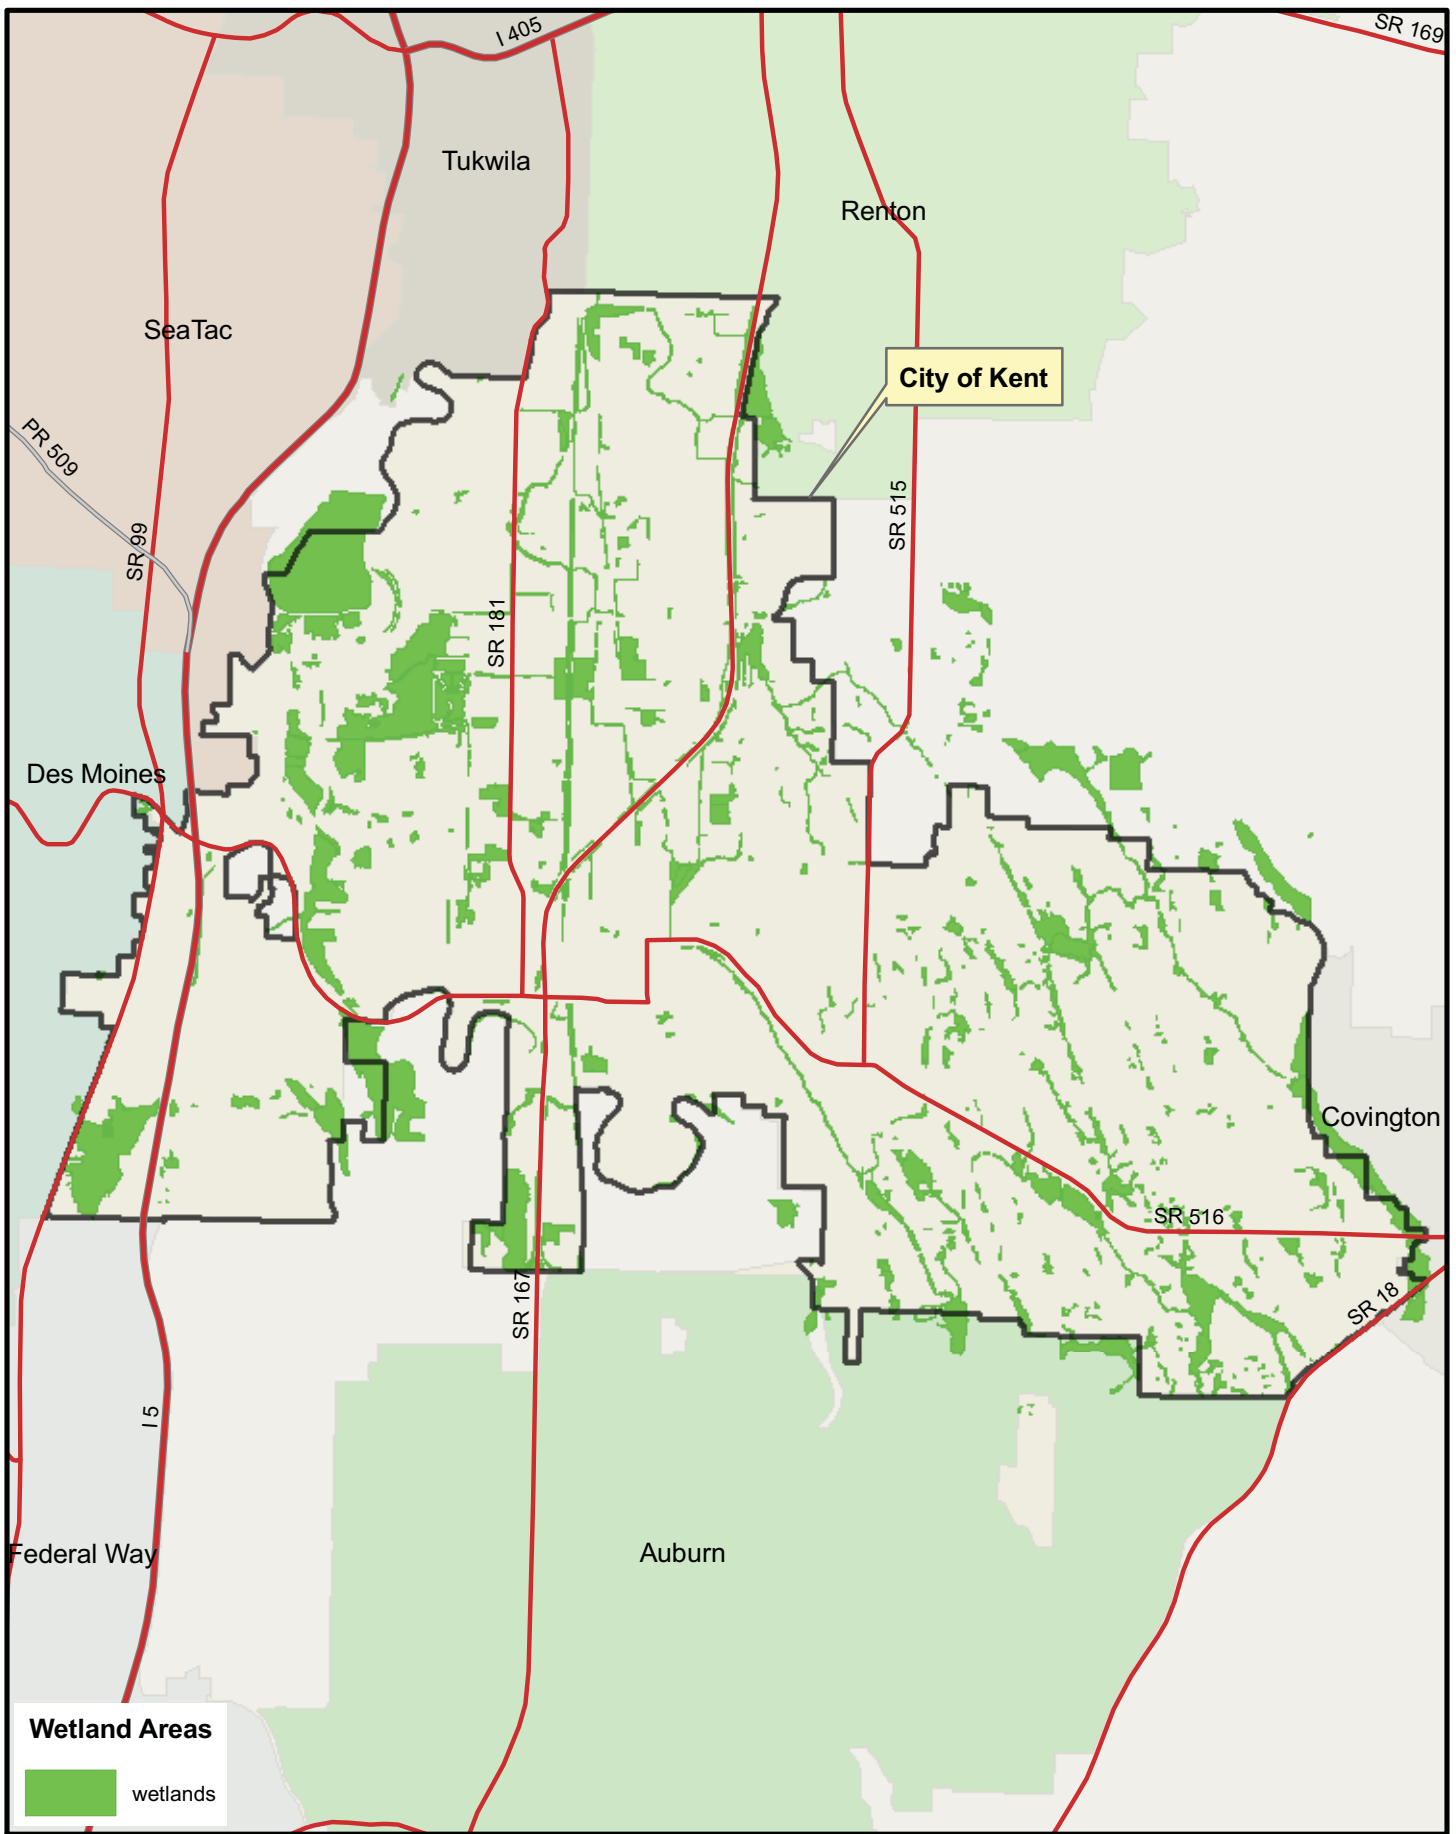 I 405
SR 169
Tukwila
Renton
SeaTac
City of Kent
PR 509
SR 99
SR 515
SR 181
Des Moines
Covington
SR 516
SR 167
SR 18
I 5
Federal Way
Auburn
Wetland Areas
wetlands